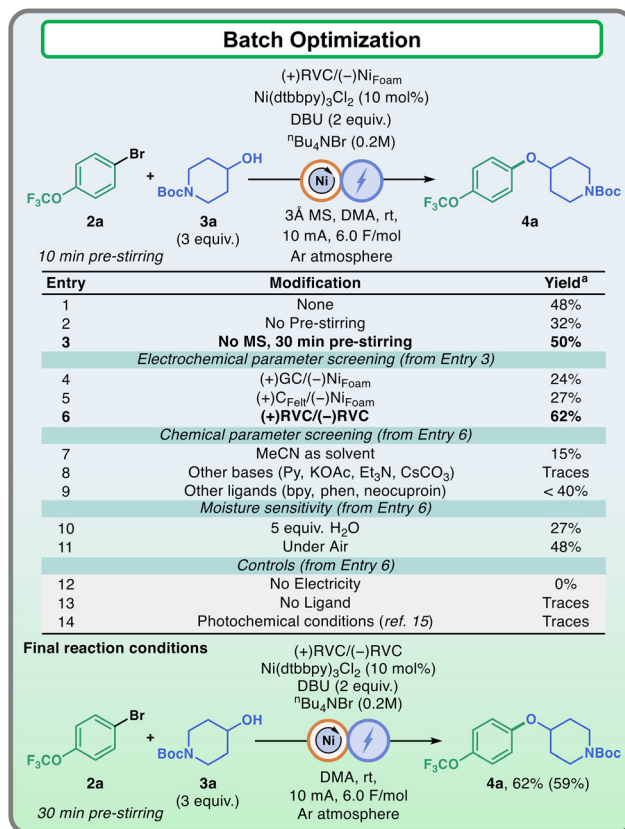 Batch Optimization
(+)RVC/(−)NiFoam
Ni(dtbbpy)3Cl2 (10 mol%)
DBU (2 equiv.)
nBu4NBr (0.2M)
Br
F3CO
2a
+
OH
BocN
3a
(3 equiv.)
Ni
3Å MS, DMA, rt,
10 mA, 6.0 F/mol
Ar atmosphere
O
NBoc
F3CO
4a
10 min pre-stirring
Entry Modification Yielda
1 None 48%
2 No Pre-stirring 32%
3 No MS, 30 min pre-stirring 50%
Electrochemical parameter screening (from Entry 3)
4 (+)GC/(−)NiFoam 24%
5 (+)CFelt/(−)NiFoam 27%
6 (+)RVC/(−)RVC 62%
Chemical parameter screening (from Entry 6)
7 MeCN as solvent 15%
8 Other bases (Py, KOAc, Et3N, CsCO3) Traces
9 Other ligands (bpy, phen, neocuproin) < 40%
Moisture sensitivity (from Entry 6)
10 5 equiv. H2O 27%
11 Under Air 48%
Controls (from Entry 6)
12 No Electricity 0%
13 No Ligand Traces
14 Photochemical conditions (ref. 15) Traces
Final reaction conditions
(+)RVC/(−)RVC
Ni(dtbbpy)3Cl2 (10 mol%)
DBU (2 equiv.)
nBu4NBr (0.2M)
Br
F3CO
2a
+
OH
BocN
3a
(3 equiv.)
Ni
DMA, rt,
10 mA, 6.0 F/mol
Ar atmosphere
O
NBoc
F3CO
4a, 62% (59%)
30 min pre-stirring